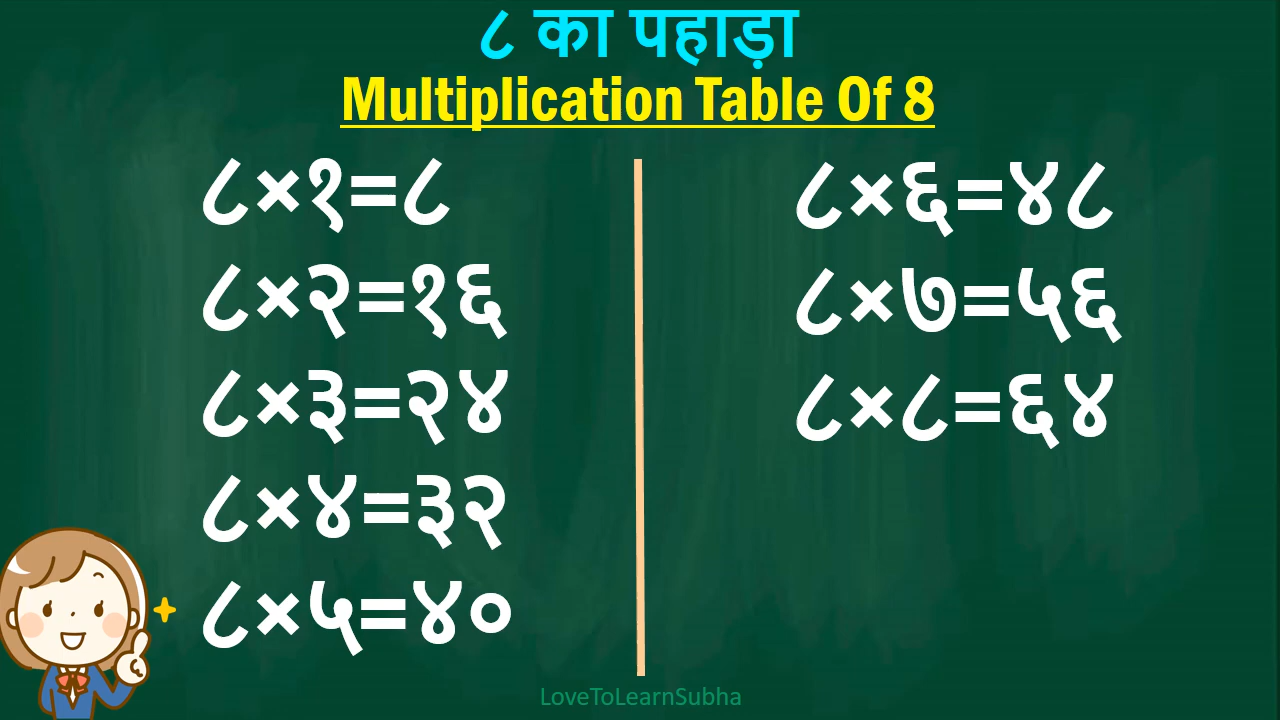 ८ का पहाड़ा
Multiplication Table Of 8
८×१=८
८×२=१६
८×३=२४
८×४=३२
८×५=४०
८×६=४८
८×७=५६
८×८=६४
LoveToLearnSubha